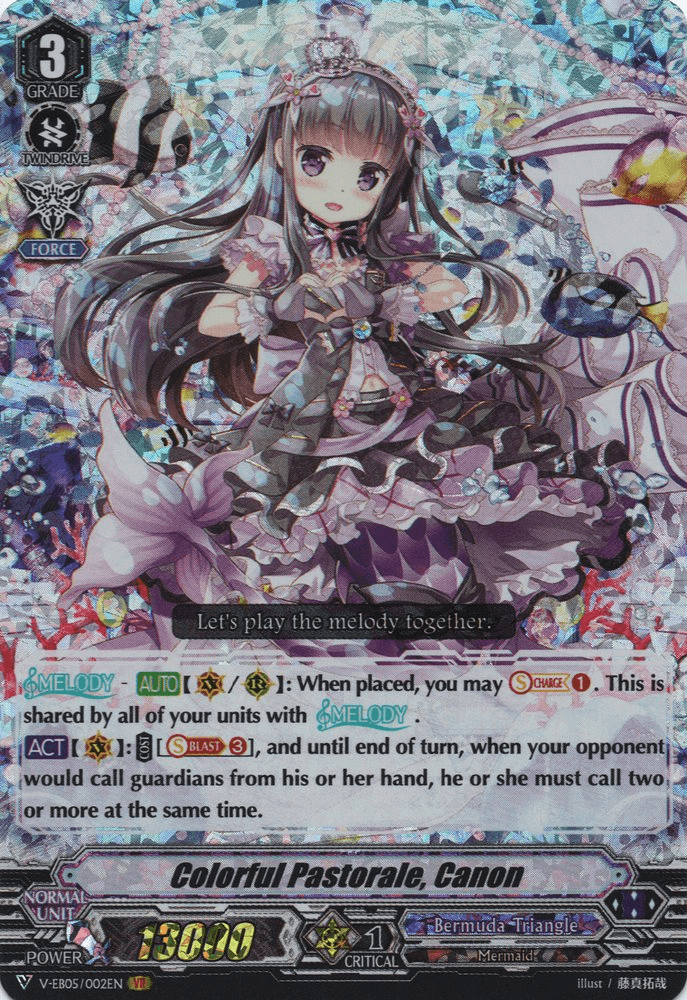 3
GRADE
TWINDRIVE
FORCE
Let's play the melody together.
MELODY - AUTO【V/R】: When placed, you may S CHARGE 1. This is
shared by all of your units with MELODY.
ACT【V】: COST [S BLAST 3], and until end of turn, when your opponent
would call guardians from his or her hand, he or she must call two
or more at the same time.
Colorful Pastorale, Canon
NORMAL
UNIT
POWER 13000
1
CRITICAL
Bermuda Triangle
Mermaid
V-EB05/002EN VR
illust / 藤真拓哉